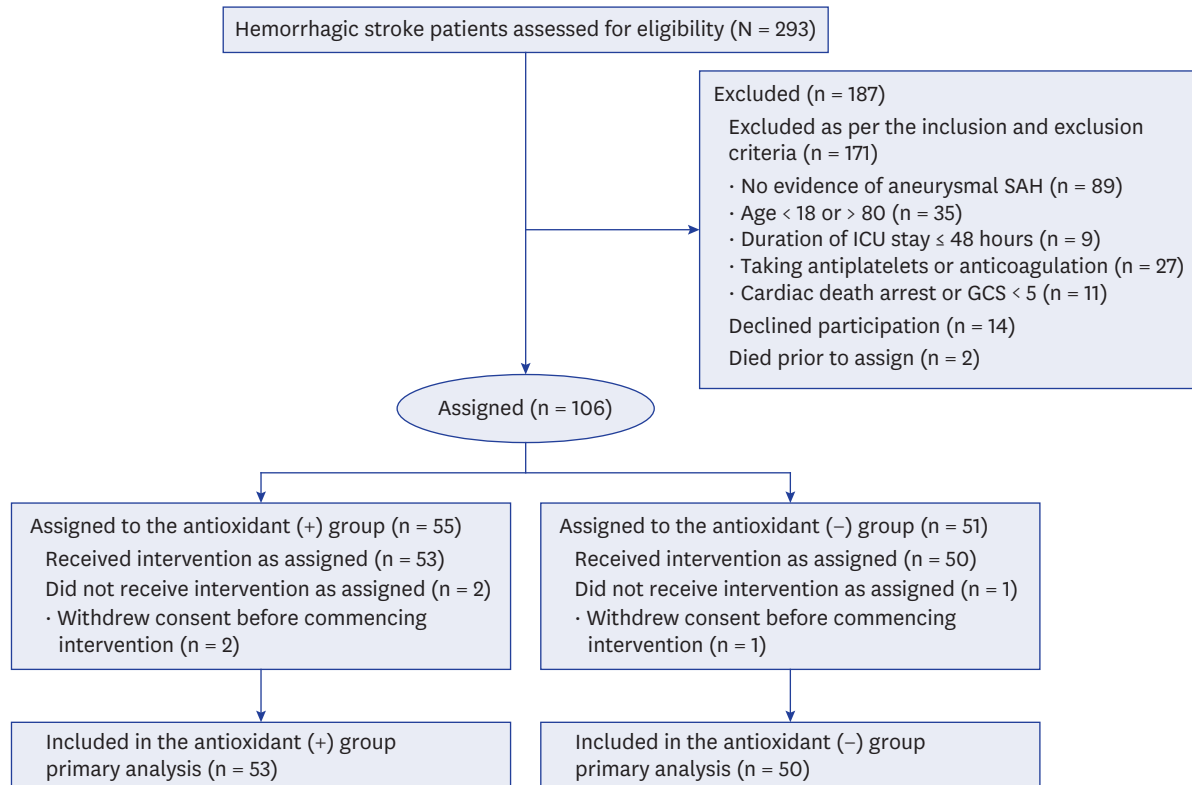 Hemorrhagic stroke patients assessed for eligibility (N = 293)
Excluded (n = 187)
Excluded as per the inclusion and exclusion
criteria (n = 171)
· No evidence of aneurysmal SAH (n = 89)
· Age < 18 or > 80 (n = 35)
· Duration of ICU stay ≤ 48 hours (n = 9)
· Taking antiplatelets or anticoagulation (n = 27)
· Cardiac death arrest or GCS < 5 (n = 11)
Declined participation (n = 14)
Died prior to assign (n = 2)
Assigned (n = 106)
Assigned to the antioxidant (+) group (n = 55)
Received intervention as assigned (n = 53)
Did not receive intervention as assigned (n = 2)
· Withdrew consent before commencing
intervention (n = 2)
Assigned to the antioxidant (−) group (n = 51)
Received intervention as assigned (n = 50)
Did not receive intervention as assigned (n = 1)
· Withdrew consent before commencing
intervention (n = 1)
Included in the antioxidant (+) group
primary analysis (n = 53)
Included in the antioxidant (−) group
primary analysis (n = 50)